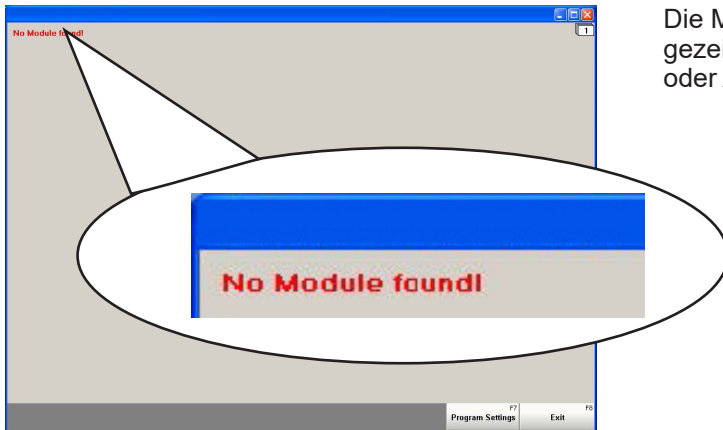 No Module found!
1
Die
gezei
oder
No Module found!
F7
Program Settings
F8
Exit